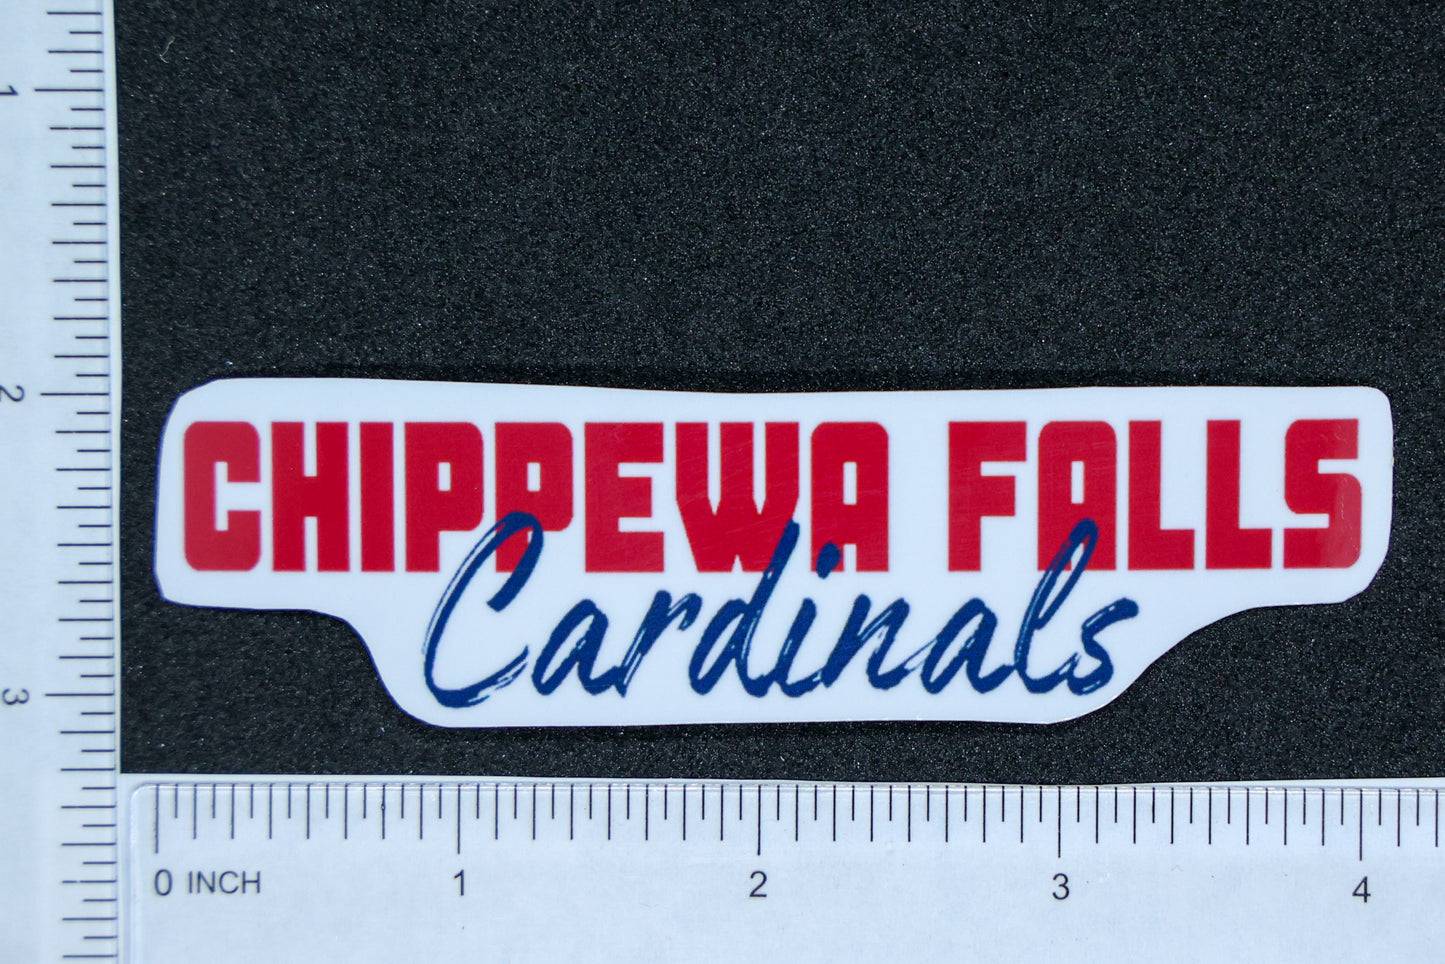 1
2
3
CHIPPEWA FALLS
Cardinals
0 INCH 1 2 3 4